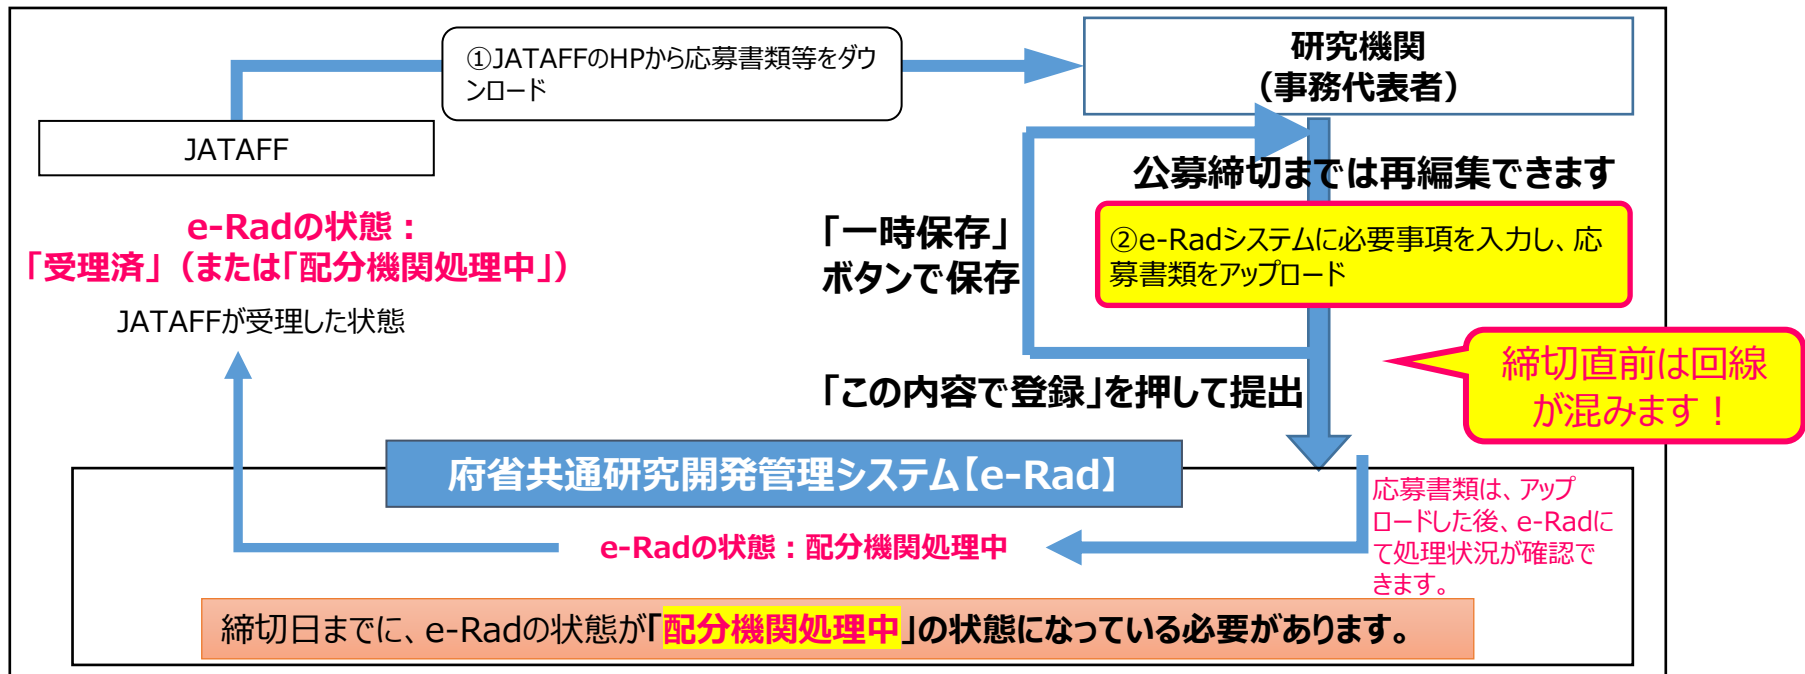 ①JATAFFのHPから応募書類等をダウ
ンロード
研究機関
（事務代表者）
JATAFF
公募締切までは再編集できます
e-Radの状態：
「受理済」（または「配分機関処理中」）
JATAFFが受理した状態
「一時保存」
ボタンで保存
②e-Radシステムに必要事項を入力し、応
募書類をアップロード
締切直前は回線
が混みます！
「この内容で登録」を押して提出
府省共通研究開発管理システム【e-Rad】
応募書類は、アップ
ロードした後、e-Radに
て処理状況が確認で
きます。
e-Radの状態：配分機関処理中
締切日までに、e-Radの状態が「配分機関処理中」の状態になっている必要があります。